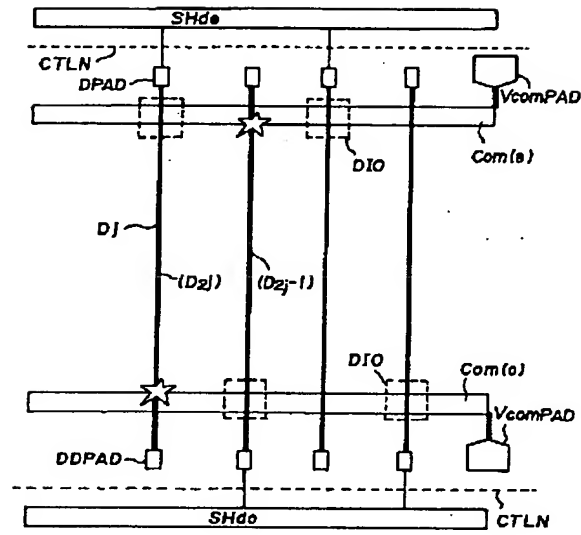 SHde
CTLN
DPAD
VcomPAD
DIO
Com(e)
Dj
(D2j)
(D2j-1)
DIO
Com(o)
VcomPAD
DDPAD
SHdo
CTLN